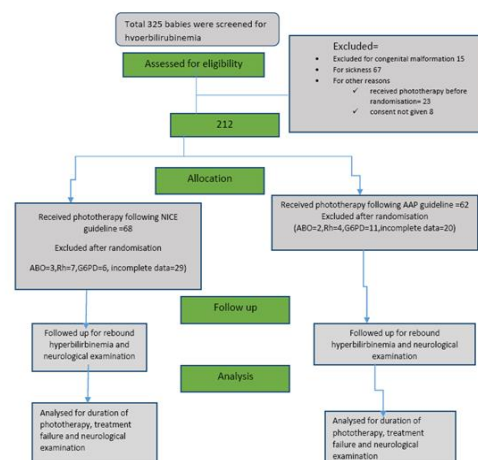 Total 325 babies were screened for
hyperbilirubinemia
Assessed for eligibility
Excluded=
Excluded for congenital malformation 15
For sickness 67
For other reasons
received phototherapy before
randomisation= 23
consent not given 8
212
Allocation
Received phototherapy following NICE
guideline =68
Excluded after randomisation
ABO=3,Rh=7,G6PD=6, incomplete data=29)
Received phototherapy following AAP guideline =62
Excluded after randomisation
(ABO=2,Rh=4,G6PD=11,incomplete data=20)
Follow up
Followed up for rebound
hyperbilirbinemia and neurological
examination
Followed up for rebound
hyperbilirbinemia and neurological
examination
Analysis
Analysed for duration of
phototherapy, treatment
failure and neurological
examination
Analysed for duration of
phototherapy, treatment
failure and neurological
examination